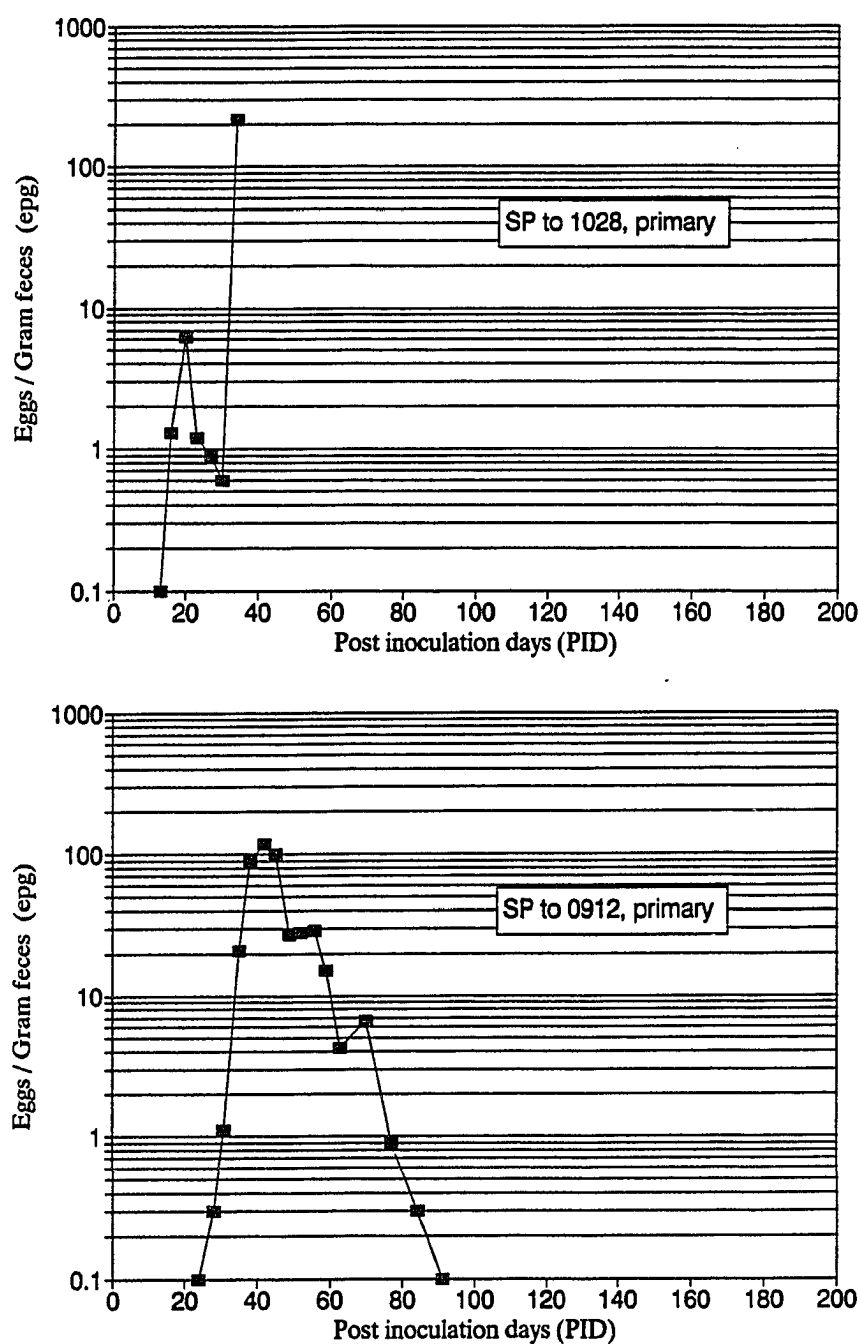 1000
100
10
1
0.1
Eggs / Gram feces (epg)
SP to 1028, primary
0 20 40 60 80 100 120 140 160 180 200
Post inoculation days (PID)
1000
100
10
1
0.1
Eggs / Gram feces (epg)
SP to 0912, primary
0 20 40 60 80 100 120 140 160 180 200
Post inoculation days (PID)